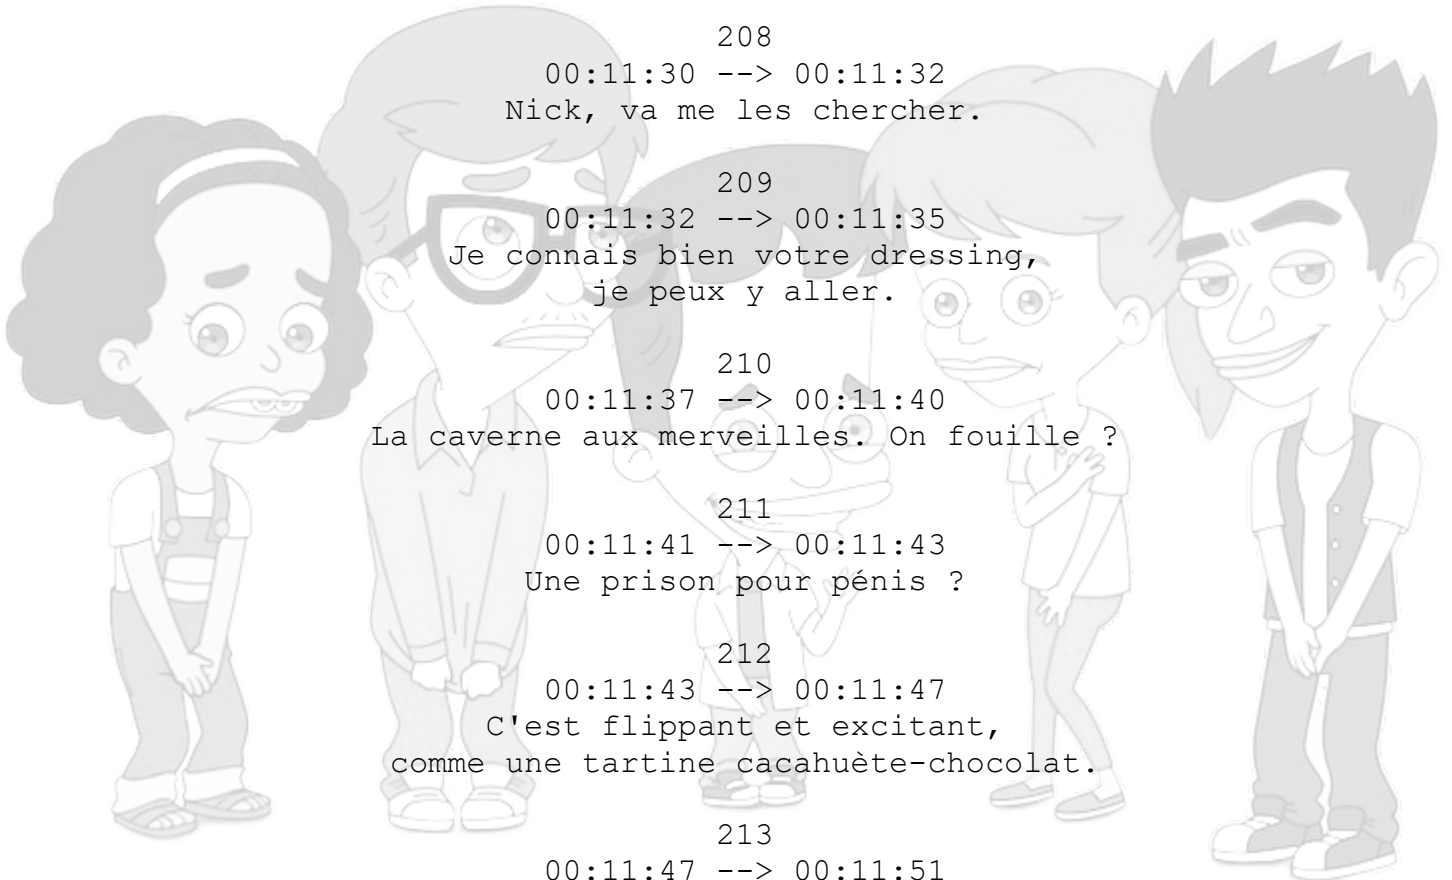 208
00:11:30 --> 00:11:32
Nick, va me les chercher.
209
00:11:32 --> 00:11:35
Je connais bien votre dressing,
je peux y aller.
210
00:11:37 --> 00:11:40
La caverne aux merveilles. On fouille ?
211
00:11:41 --> 00:11:43
Une prison pour pénis ?
212
00:11:43 --> 00:11:47
C'est flippant et excitant,
comme une tartine cacahuète-chocolat.
213
00:11:47 --> 00:11:51